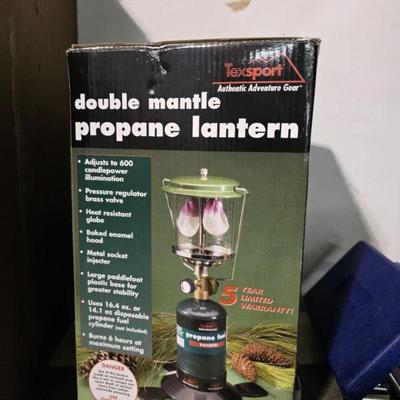 Texsport
Authentic Adventure Gear™
double mantle
propane lantern
• Adjusts to 600
candlepower
illumination
• Pressure regulator
brass valve
• Heat resistant
globe
• Baked enamel
hood
• Metal socket
injector
• Large paddlefoot
plastic base for
greater stability
• Uses 16.4 oz. or
14.1 oz disposable
propane fuel
cylinder (not included)
• Burns 6 hours at
maximum setting
5 YEAR
LIMITED
WARRANTY!
Texsport
propane fuel
DANGER
DANGER